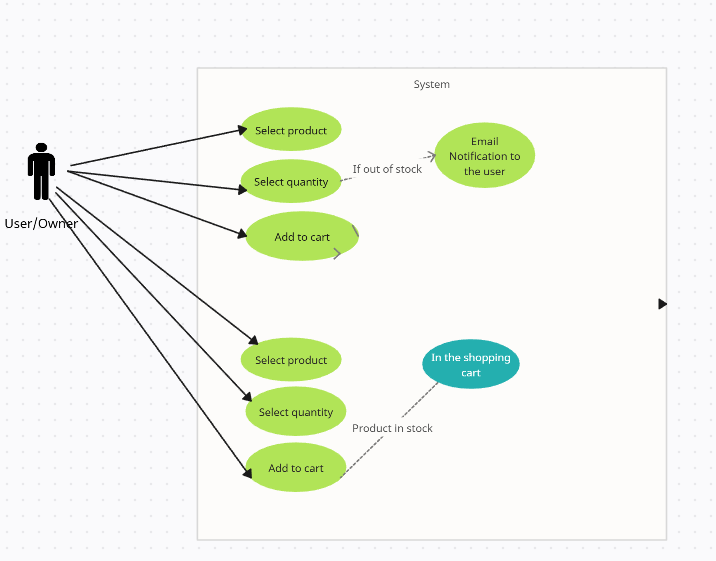 System
Select product
Email
Notification to
the user
If out of stock
Select quantity
User/Owner
Add to cart
Select product
In the shopping
cart
Select quantity
Product in stock
Add to cart